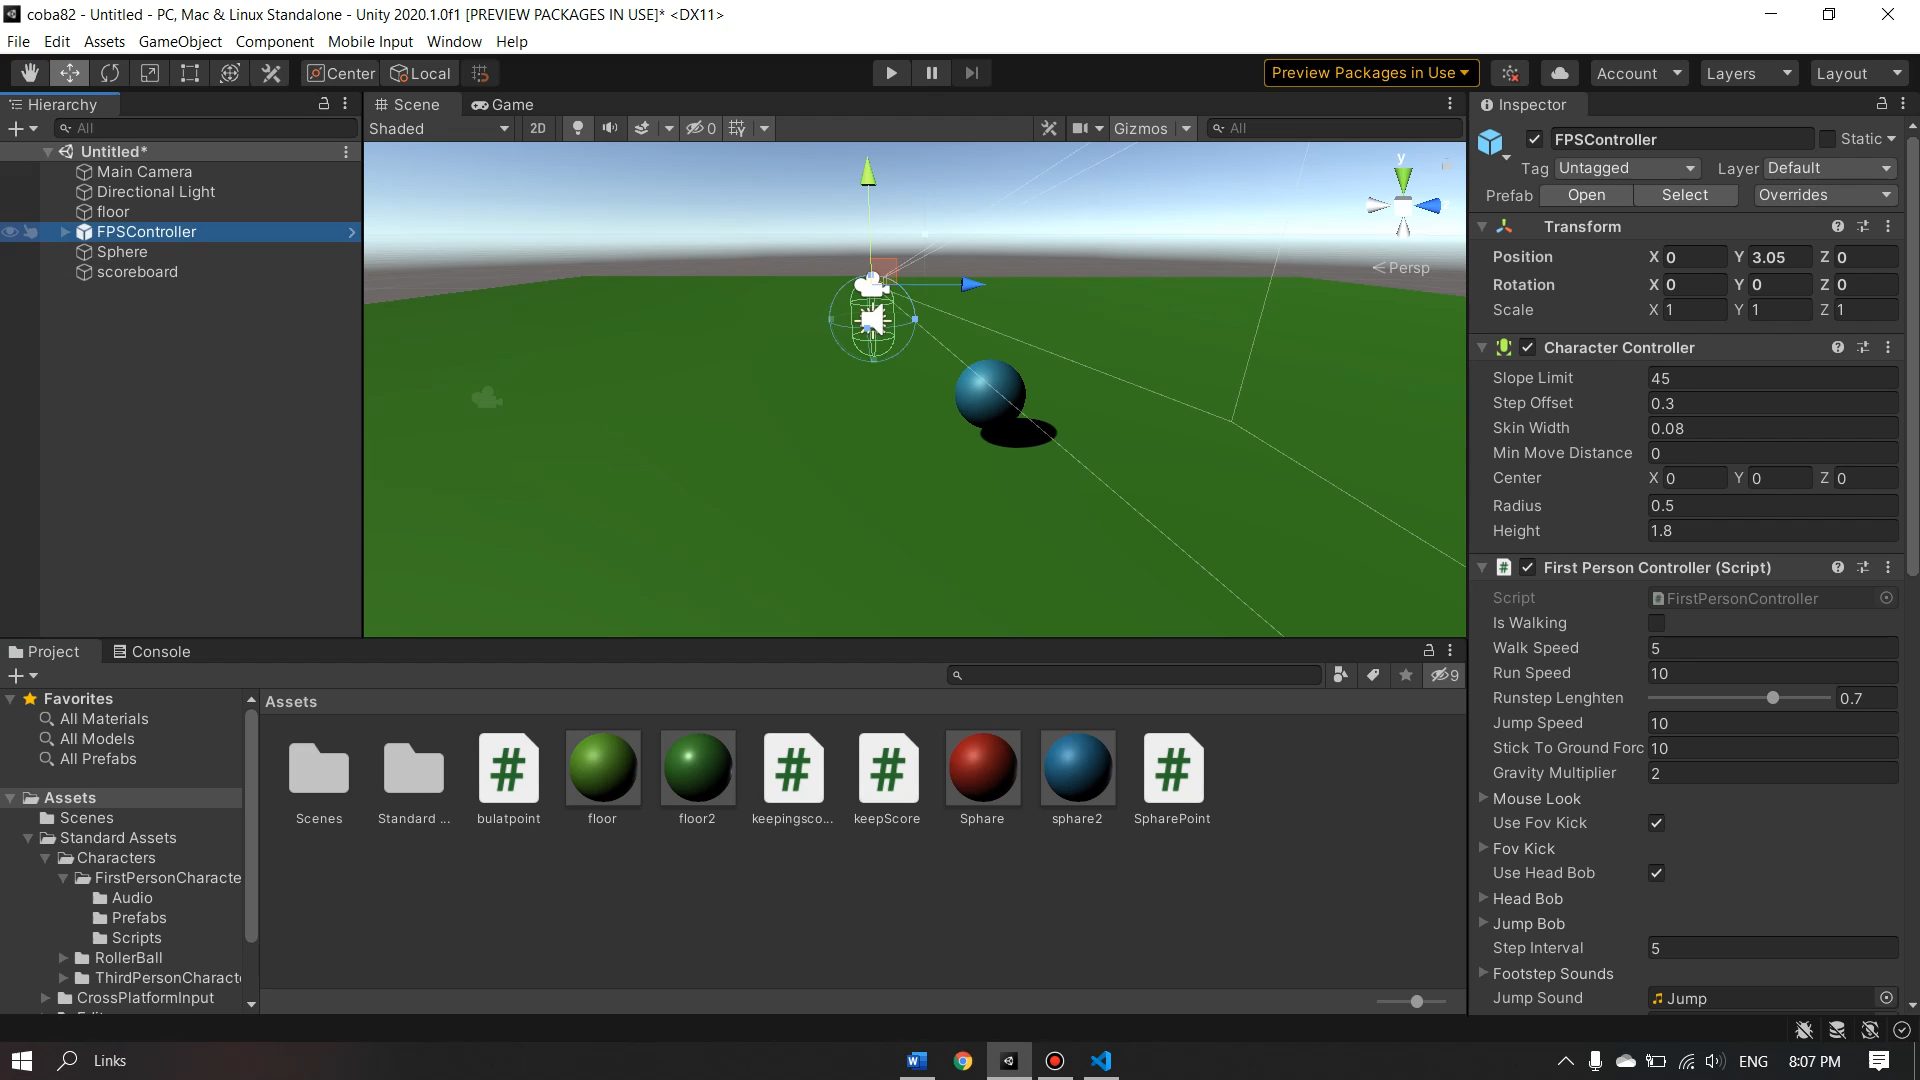 coba82 - Untitled - PC, Mac & Linux Standalone - Unity 2020.1.0f1 [PREVIEW PACKAGES IN USE]* <DX11>
File Edit Assets GameObject Component Mobile Input Window Help
Center Local Preview Packages in Use Account Layers Layout
Hierarchy
All
Untitled*
Main Camera
Directional Light
floor
FPSController
Sphere
scoreboard
Scene Game
Shaded 2D 0 Gizmos All
y
z
Persp
Inspector
FPSController Static
Tag Untagged Layer Default
Prefab Open Select Overrides
Transform
Position X 0 Y 3.05 Z 0
Rotation X 0 Y 0 Z 0
Scale X 1 Y 1 Z 1
Character Controller
Slope Limit 45
Step Offset 0.3
Skin Width 0.08
Min Move Distance 0
Center X 0 Y 0 Z 0
Radius 0.5
Height 1.8
# First Person Controller (Script)
Script FirstPersonController
Is Walking
Walk Speed 5
Run Speed 10
Runstep Lenghten 0.7
Jump Speed 10
Stick To Ground Forc 10
Gravity Multiplier 2
Mouse Look
Use Fov Kick
Fov Kick
Use Head Bob
Head Bob
Jump Bob
Step Interval 5
Footstep Sounds
Jump Sound Jump
Project Console
9
Favorites
All Materials
All Models
All Prefabs
Assets
Scenes
Standard Assets
Characters
FirstPersonCharacte
Audio
Prefabs
Scripts
RollerBall
ThirdPersonCharact
CrossPlatformInput
Assets
Scenes Standard ... bulatpoint floor floor2 keepingsco... keepScore Sphare sphare2 SpharePoint
Links ENG 8:07 PM